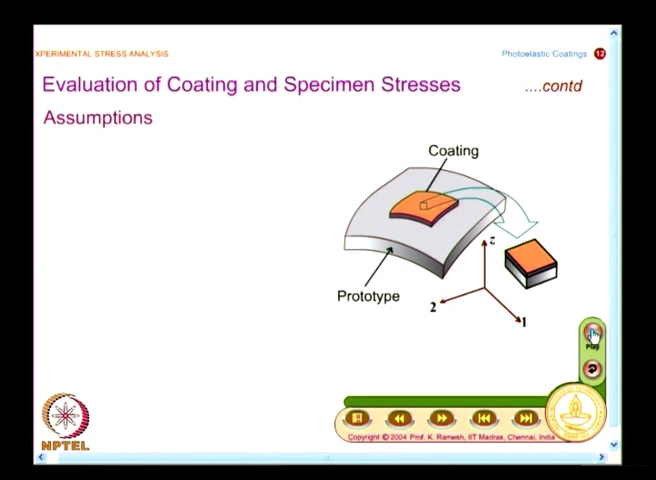 XPERIMENTAL STRESS ANALYSIS
Photoelastic Coatings 12
Evaluation of Coating and Specimen Stresses ....contd
Assumptions
Coating
z
Prototype
2
1
Play
NPTEL
Copyright © 2004 Prof. K. Ramesh, IIT Madras, Chennai, India